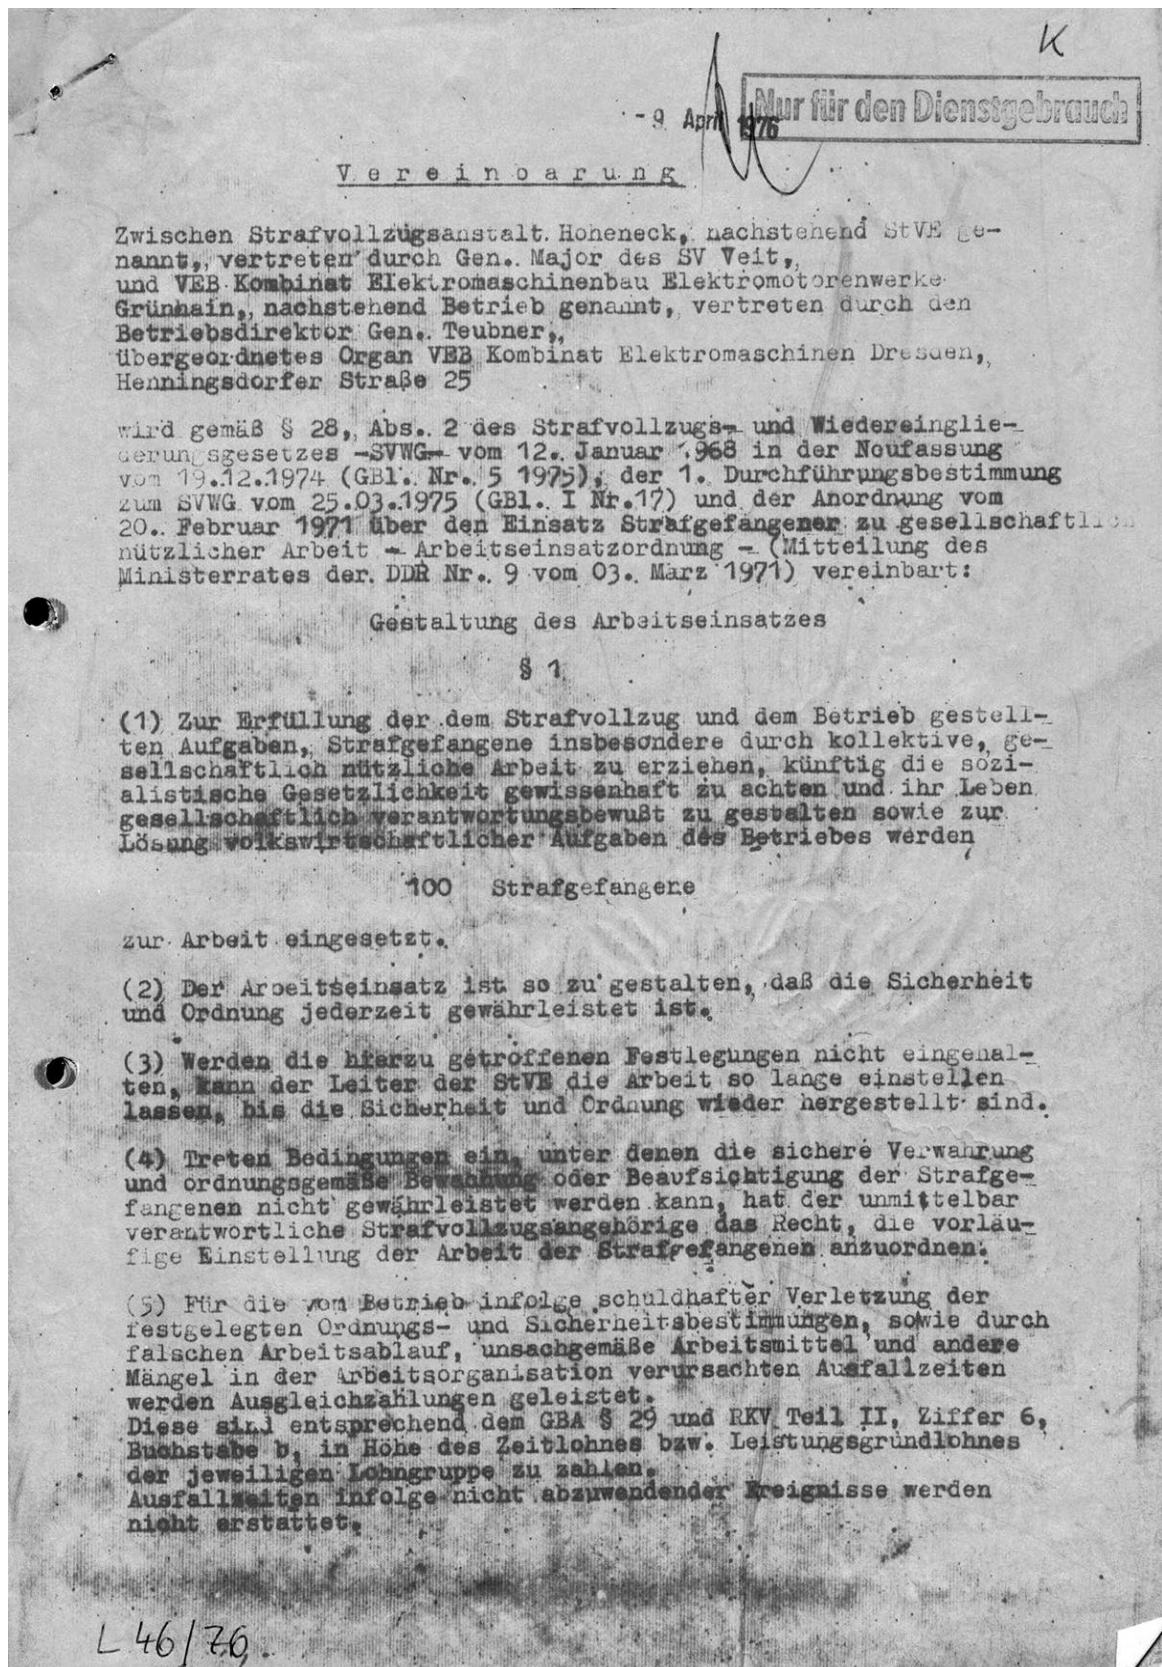 K
Nur für den Dienstgebrauch
- 9. April 1976
Vereinbarung
Zwischen Strafvollzugsanstalt Hoheneck, nachstehend StVE ge-
nannt, vertreten durch Gen. Major des SV Veit,
und VEB Kombinat Elektromaschinenbau Elektromotorenwerke
Grünhain, nachstehend Betrieb genannt, vertreten durch den
Betriebsdirektor Gen. Teubner,
übergeordnetes Organ VEB Kombinat Elektromaschinen Dresden,
Henningsdorfer Straße 25
wird gemäß § 28, Abs. 2 des Strafvollzugs- und Wiedereinglie-
derungsgesetzes -SVWG- vom 12. Januar 1968 in der Neufassung
vom 19.12.1974 (GBl. Nr. 5 1975), der 1. Durchführungsbestimmung
zum SVWG vom 25.03.1975 (GBl. I Nr.17) und der Anordnung vom
20. Februar 1971 über den Einsatz Strafgefangener zu gesellschaftlich
nützlicher Arbeit - Arbeitseinsatzordnung - (Mitteilung des
Ministerrates der DDR Nr. 9 vom 03. März 1971) vereinbart:
Gestaltung des Arbeitseinsatzes
§ 1
(1) Zur Erfüllung der dem Strafvollzug und dem Betrieb gestell-
ten Aufgaben, Strafgefangene insbesondere durch kollektive, ge-
sellschaftlich nützliche Arbeit zu erziehen, künftig die sozi-
alistische Gesetzlichkeit gewissenhaft zu achten und ihr Leben
gesellschaftlich verantwortungsbewußt zu gestalten sowie zur
Lösung volkswirtschaftlicher Aufgaben des Betriebes werden
100 Strafgefangene
zur Arbeit eingesetzt.
(2) Der Arbeitseinsatz ist so zu gestalten, daß die Sicherheit
und Ordnung jederzeit gewährleistet ist.
(3) Werden die hierzu getroffenen Festlegungen nicht eingehal-
ten, kann der Leiter der StVE die Arbeit so lange einstellen
lassen, bis die Sicherheit und Ordnung wieder hergestellt sind.
(4) Treten Bedingungen ein, unter denen die sichere Verwahrung
und ordnungsgemäße Bewachung oder Beaufsichtigung der Strafge-
fangenen nicht gewährleistet werden kann, hat der unmittelbar
verantwortliche Strafvollzugsangehörige das Recht, die vorläu-
fige Einstellung der Arbeit der Strafgefangenen anzuordnen.
(5) Für die vom Betrieb infolge schuldhafter Verletzung der
festgelegten Ordnungs- und Sicherheitsbestimmungen, sowie durch
falschen Arbeitsablauf, unsachgemäße Arbeitsmittel und andere
Mängel in der Arbeitsorganisation verursachten Ausfallzeiten
werden Ausgleichzahlungen geleistet.
Diese sind entsprechend dem GBA § 29 und RKV Teil II, Ziffer 6,
Buchstabe b, in Höhe des Zeitlohnes bzw. Leistungsgrundlohnes
der jeweiligen Lohngruppe zu zahlen.
Ausfallzeiten infolge nicht abzuwendender Ereignisse werden
nicht erstattet.
L 46/76